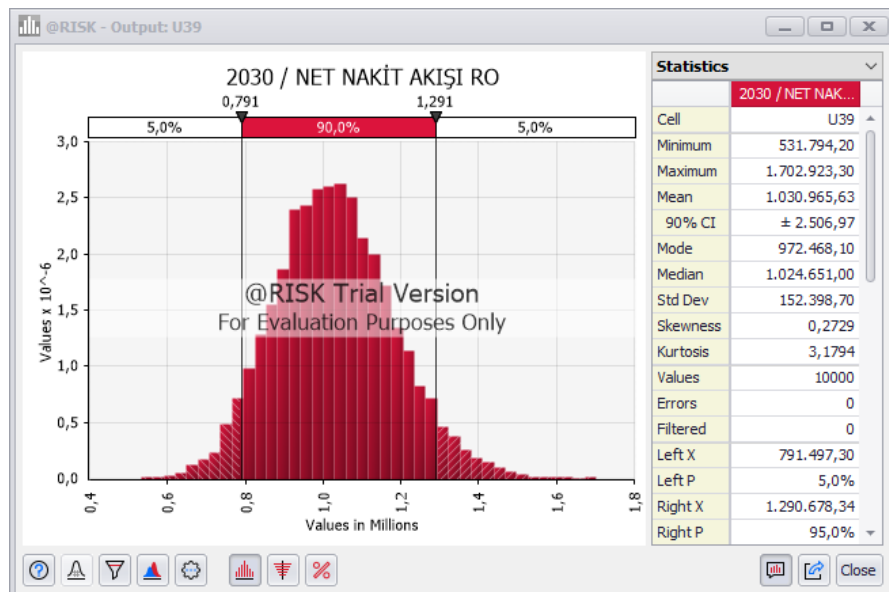 @RISK - Output: U39
2030 / NET NAKİT AKIŞI RO
0,791 1,291
5,0% 90,0% 5,0%
3,0
2,5
2,0
1,5
1,0
0,5
0,0
Values x 10^-6
0,4 0,6 0,8 1,0 1,2 1,4 1,6 1,8
Values in Millions
@RISK Trial Version
For Evaluation Purposes Only
Statistics
2030 / NET NAK...
Cell U39
Minimum 531.794,20
Maximum 1.702.923,30
Mean 1.030.965,63
90% CI ± 2.506,97
Mode 972.468,10
Median 1.024.651,00
Std Dev 152.398,70
Skewness 0,2729
Kurtosis 3,1794
Values 10000
Errors 0
Filtered 0
Left X 791.497,30
Left P 5,0%
Right X 1.290.678,34
Right P 95,0%
Close